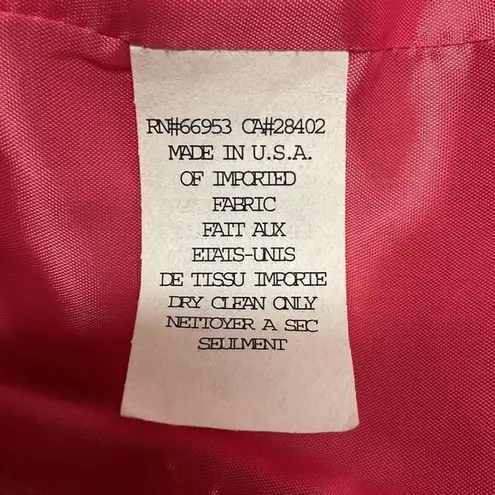 RN#66953 CA#28402
MADE IN U.S.A.
OF IMPORTED
FABRIC
FAIT AUX
ETATS-UNIS
DE TISSU IMPORTE
DRY CLEAN ONLY
NETTOYER A SEC
SEULMENT